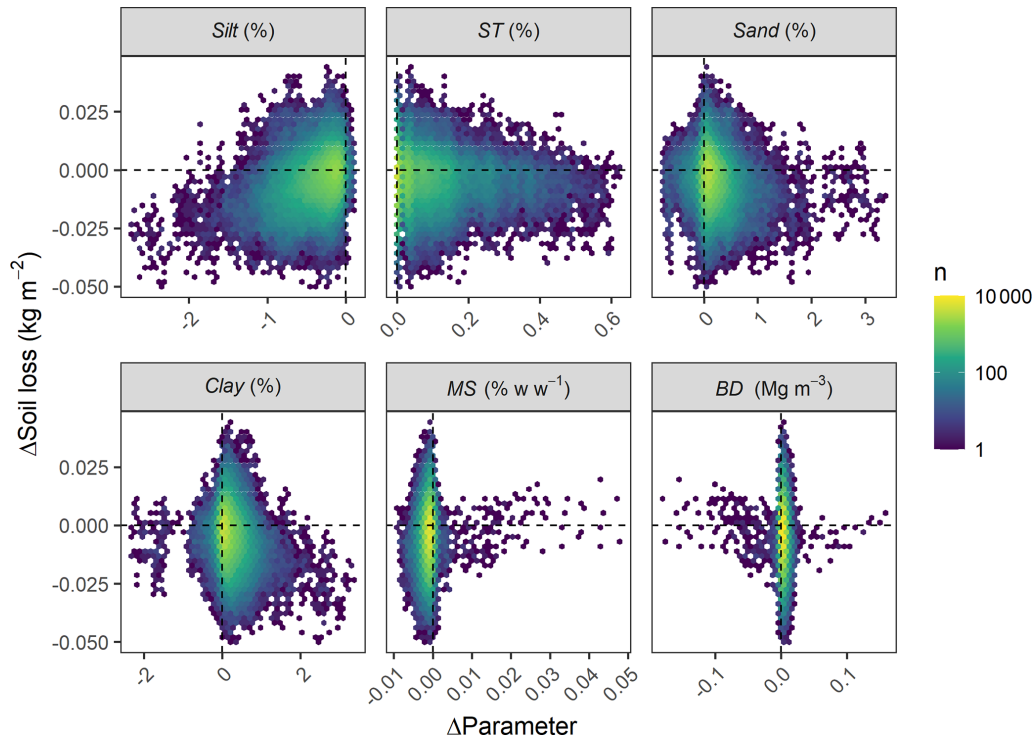 Silt (%) ST (%) Sand (%)
0.025
0.000
-0.025
-0.050
-2 -1 0 0.0 0.2 0.4 0.6 0 1 2 3
ΔSoil loss (kg m⁻²)
n
10 000
100
1
Clay (%) MS (% w w⁻¹) BD (Mg m⁻³)
0.025
0.000
-0.025
-0.050
-2 0 2 -0.01 0.00 0.01 0.02 0.03 0.04 0.05 -0.1 0.0 0.1
ΔParameter